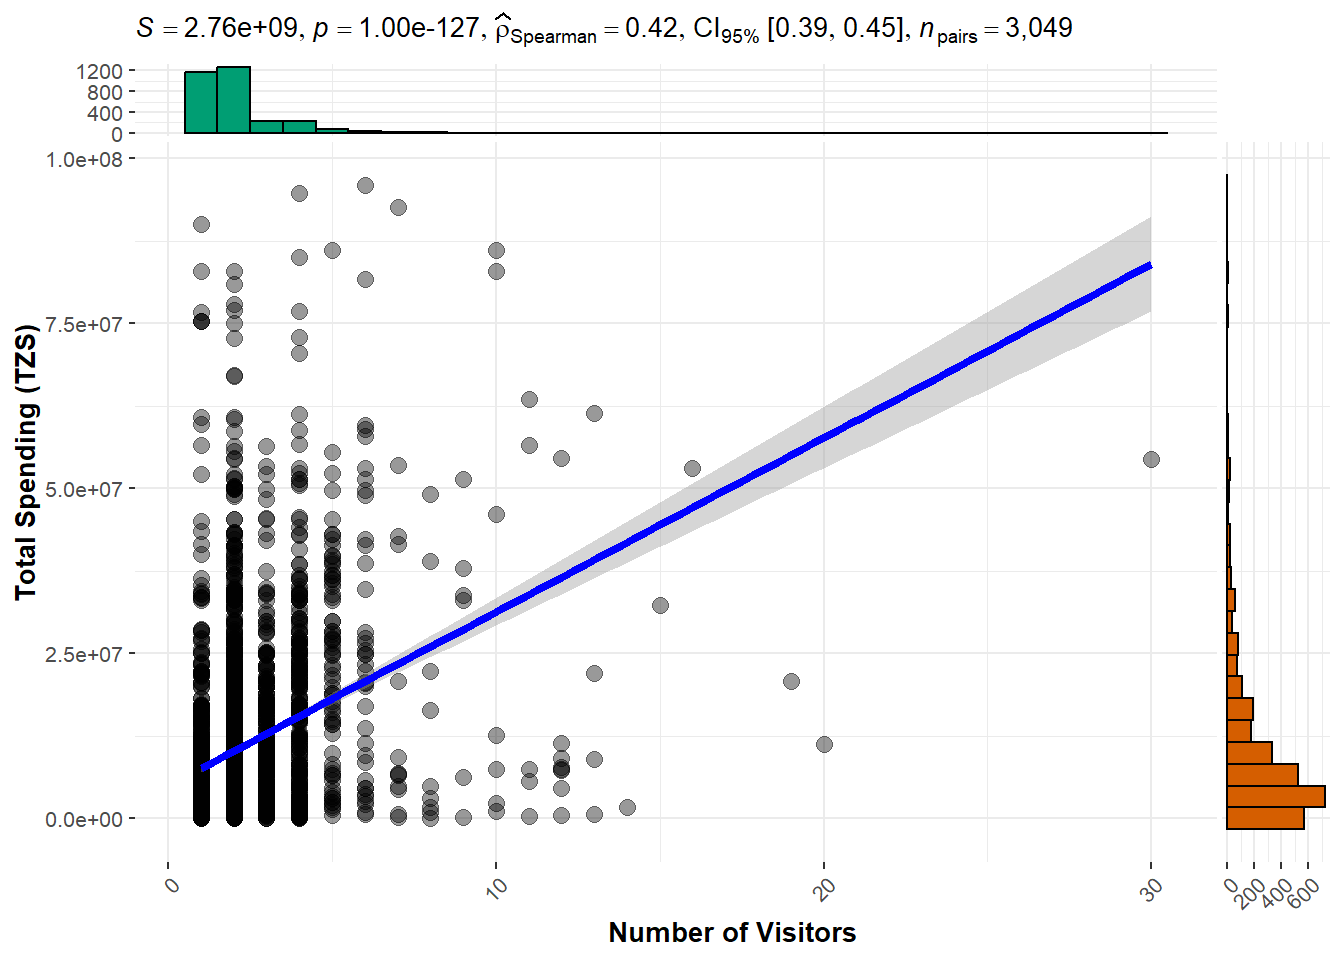 S = 2.76e+09, p = 1.00e-127, ρ̂Spearman = 0.42, CI95% [0.39, 0.45], npairs = 3,049
1200
800
400
0
1.0e+08
7.5e+07
5.0e+07
2.5e+07
0.0e+00
Total Spending (TZS)
0
10
20
30
0
200
400
600
Number of Visitors